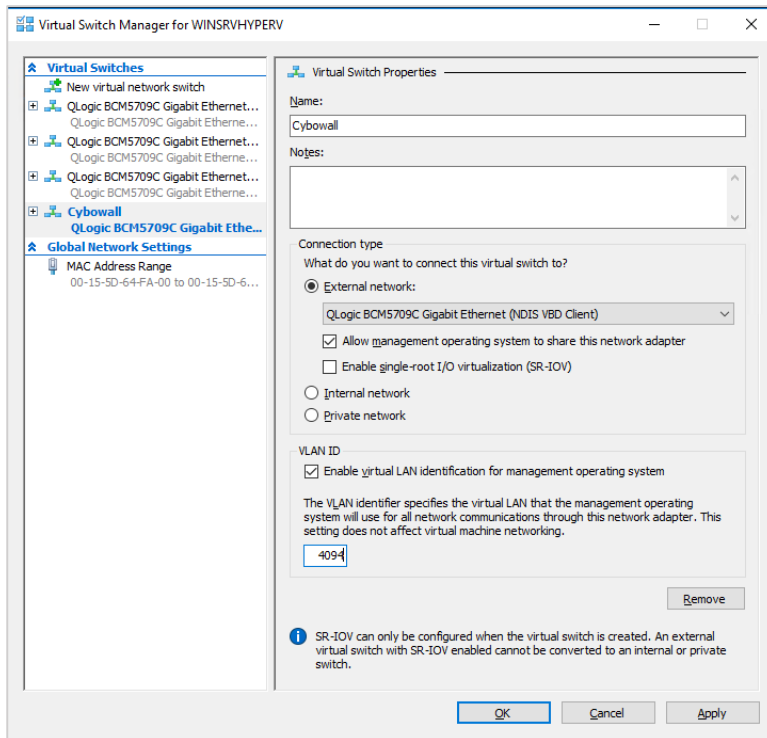 Virtual Switch Manager for WINSRVHYPERV
Virtual Switches
New virtual network switch
QLogic BCM5709C Gigabit Ethernet...
QLogic BCM5709C Gigabit Etherne...
QLogic BCM5709C Gigabit Ethernet...
QLogic BCM5709C Gigabit Etherne...
QLogic BCM5709C Gigabit Ethernet...
QLogic BCM5709C Gigabit Etherne...
Cybowall
QLogic BCM5709C Gigabit Ethe...
Global Network Settings
MAC Address Range
00-15-5D-64-FA-00 to 00-15-5D-6...
Virtual Switch Properties
Name:
Cybowall
Notes:
Connection type
What do you want to connect this virtual switch to?
External network:
QLogic BCM5709C Gigabit Ethernet (NDIS VBD Client)
Allow management operating system to share this network adapter
Enable single-root I/O virtualization (SR-IOV)
Internal network
Private network
VLAN ID
Enable virtual LAN identification for management operating system
The VLAN identifier specifies the virtual LAN that the management operating
system will use for all network communications through this network adapter. This
setting does not affect virtual machine networking.
4094
Remove
SR-IOV can only be configured when the virtual switch is created. An external
virtual switch with SR-IOV enabled cannot be converted to an internal or private
switch.
OK
Cancel
Apply